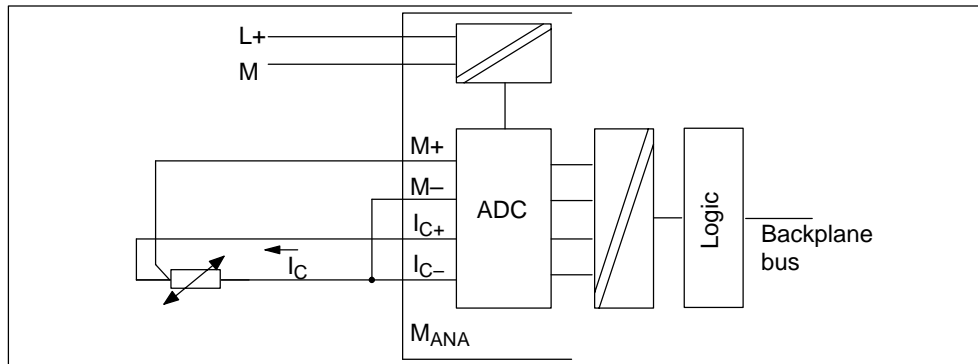 L+
M
M+
M–
I_C+
I_C
I_C–
M_ANA
ADC
Logic
Backplane
bus